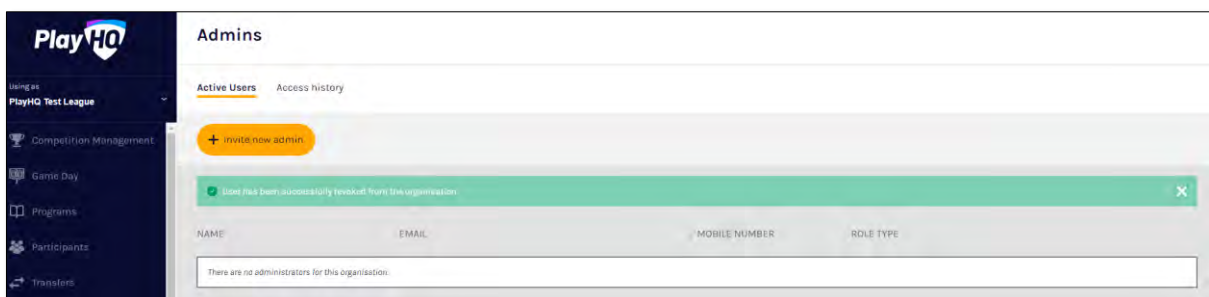 PlayHQ
Admins
Using as
PlayHQ Test League
Active Users Access history
Competition Management
+ Invite new admin
Game Day
User has been successfully revoked from the organisation
Programs
NAME EMAIL MOBILE NUMBER ROLE TYPE
Participants
There are no administrators for this organisation.
Transfers